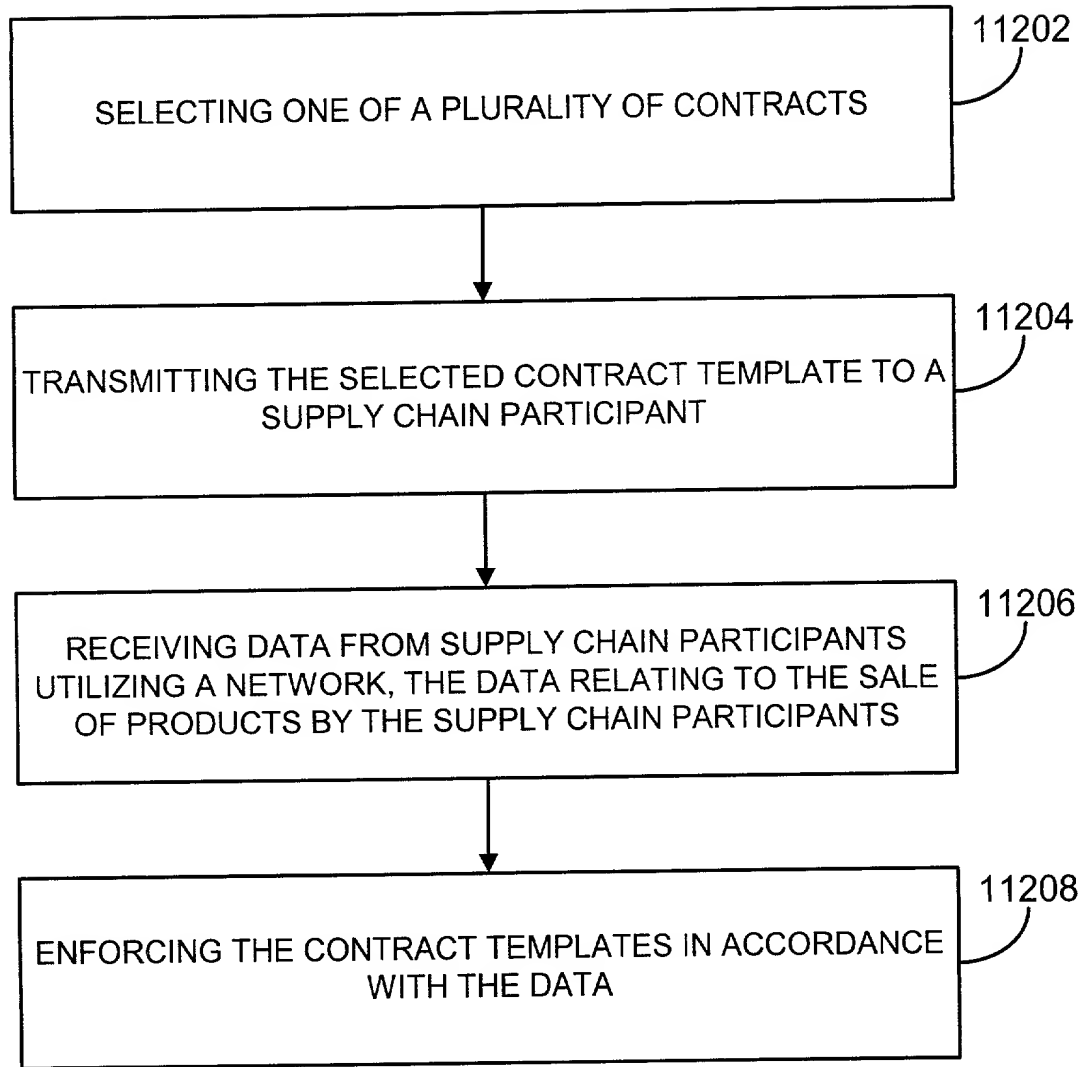 11202
SELECTING ONE OF A PLURALITY OF CONTRACTS
11204
TRANSMITTING THE SELECTED CONTRACT TEMPLATE TO A
SUPPLY CHAIN PARTICIPANT
11206
RECEIVING DATA FROM SUPPLY CHAIN PARTICIPANTS
UTILIZING A NETWORK, THE DATA RELATING TO THE SALE
OF PRODUCTS BY THE SUPPLY CHAIN PARTICIPANTS
11208
ENFORCING THE CONTRACT TEMPLATES IN ACCORDANCE
WITH THE DATA